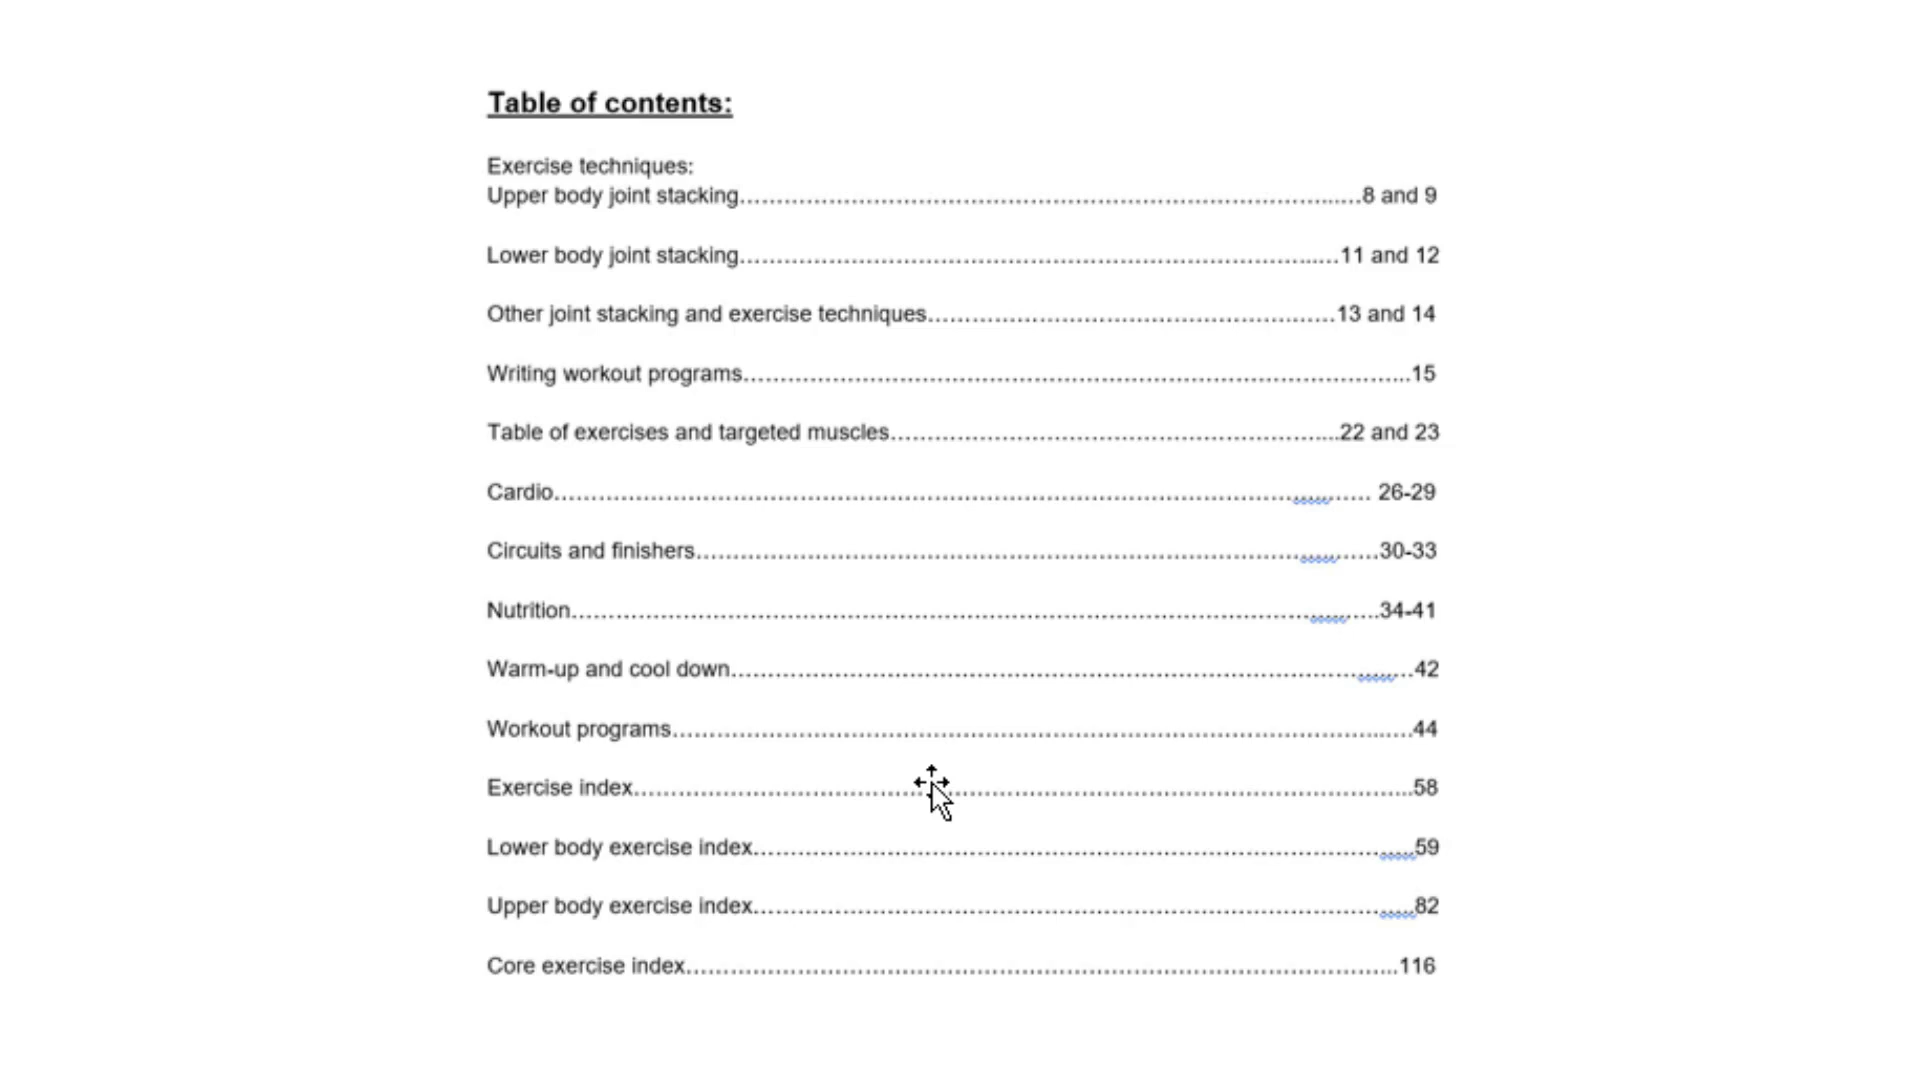 Table of contents:
Exercise techniques:
Upper body joint stacking................................................................................8 and 9
Lower body joint stacking................................................................................11 and 12
Other joint stacking and exercise techniques........................................................13 and 14
Writing workout programs................................................................................15
Table of exercises and targeted muscles............................................................22 and 23
Cardio................................................................................................ 26-29
Circuits and finishers................................................................................30-33
Nutrition................................................................................................34-41
Warm-up and cool down................................................................................42
Workout programs................................................................................44
Exercise index................................................................................58
Lower body exercise index................................................................................59
Upper body exercise index................................................................................82
Core exercise index................................................................................116